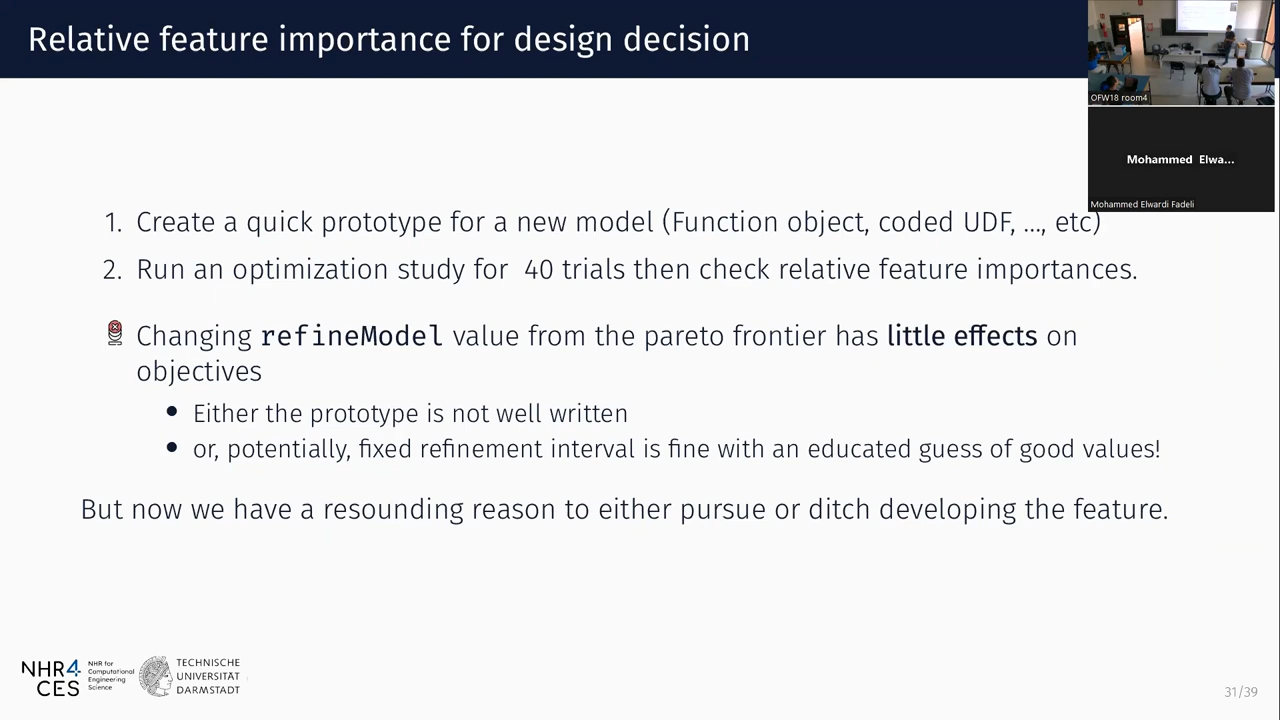 Relative feature importance for design decision
OFW18 room4
Mohammed Elwa...
Mohammed Elwardi Fadeli
1. Create a quick prototype for a new model (Function object, coded UDF, ..., etc)
2. Run an optimization study for 40 trials then check relative feature importances.
Changing refineModel value from the pareto frontier has little effects on
objectives
• Either the prototype is not well written
• or, potentially, fixed refinement interval is fine with an educated guess of good values!
But now we have a resounding reason to either pursue or ditch developing the feature.
NHR4
CES
NHR for
Computational
Engineering
Science
TECHNISCHE
UNIVERSITÄT
DARMSTADT
31/39